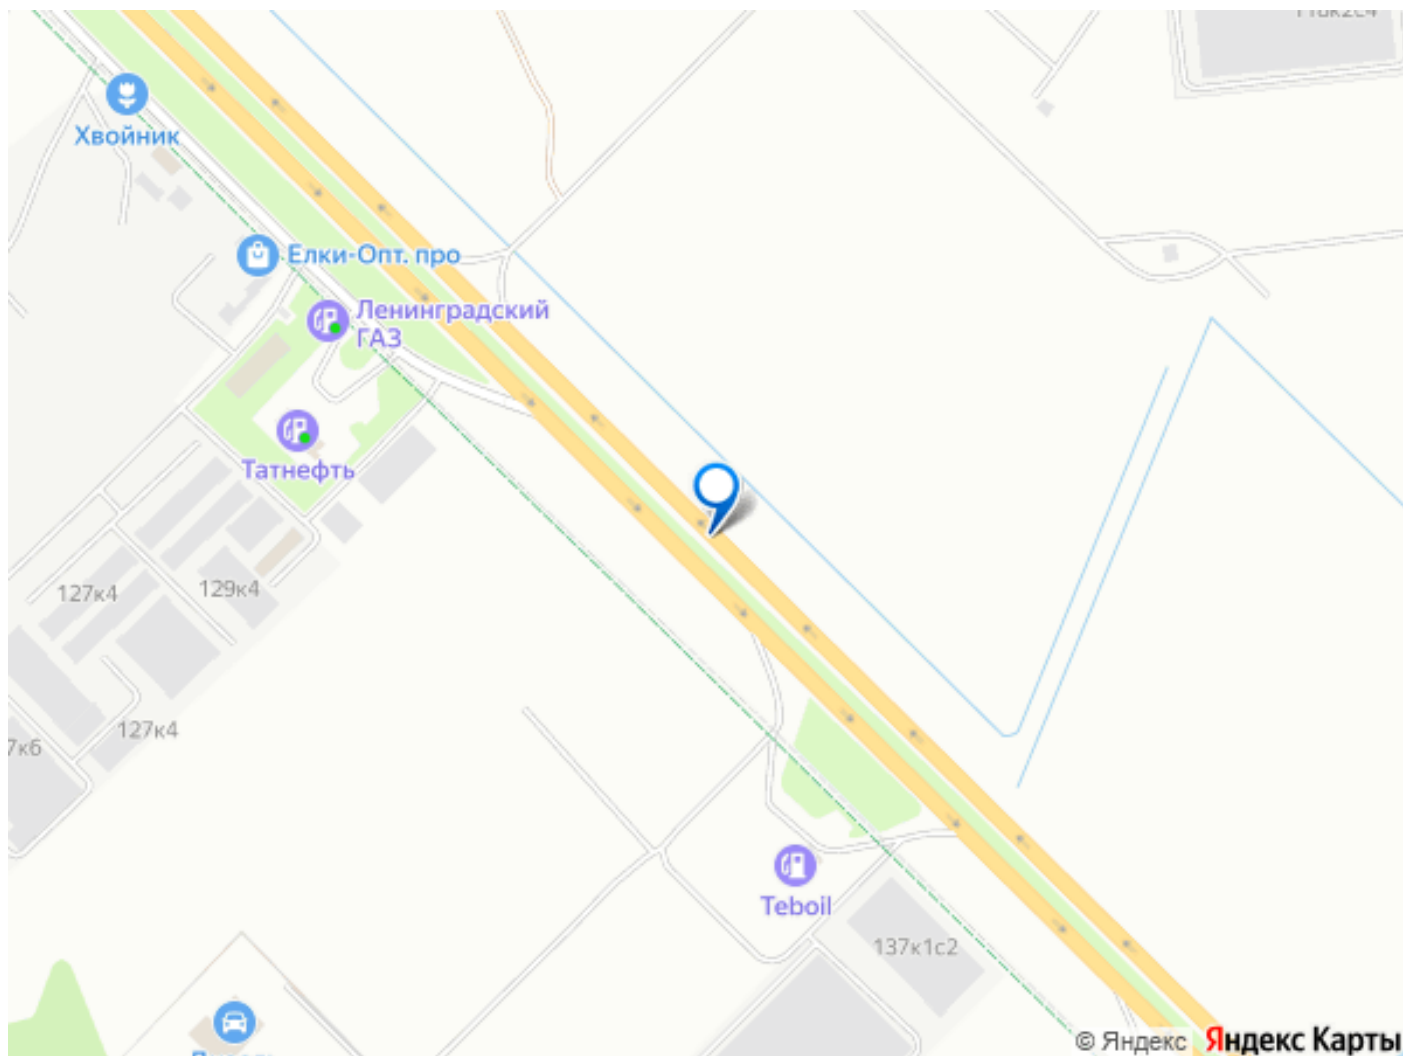 Хвойник
Елки-Опт. про
Ленинградский
ГАЗ
Татнефть
127к4
129к4
127к4
7к6
Teboil
137к1с2
© Яндекс Яндекс Карты